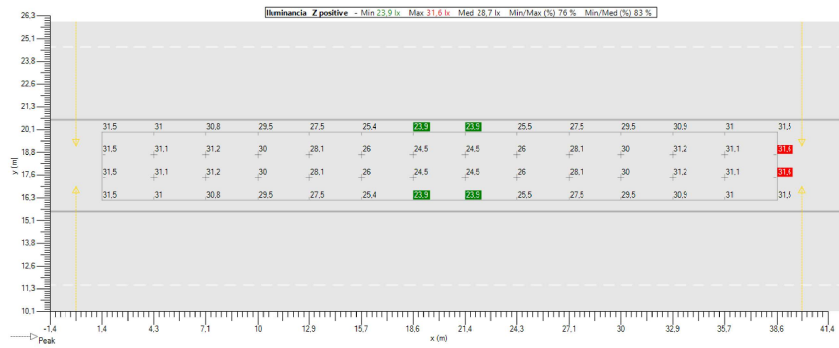 Iluminancia Z positive - Min 23,9 lx Max 31,6 lx Med 28,7 lx Min/Max (%) 76 % Min/Med (%) 83 %
26,3
25,1
23,8
22,6
21,3
20,1
18,8
17,6
16,3
15,1
13,8
12,6
11,3
10,1
y (m)
31,5 31 30,8 29,5 27,5 25,4 23,9 23,9 25,5 27,5 29,5 30,9 31 31,5
31,5 31,1 31,2 30 28,1 26 24,5 24,5 26 28,1 30 31,2 31,1 31,6
31,5 31,1 31,2 30 28,1 26 24,5 24,5 26 28,1 30 31,2 31,1 31,6
31,5 31 30,8 29,5 27,5 25,4 23,9 23,9 25,5 27,5 29,5 30,9 31 31,5
-1,4 1,4 4,3 7,1 10 12,9 15,7 18,6 21,4 24,3 27,1 30 32,9 35,7 38,6 41,4
x (m)
Peak